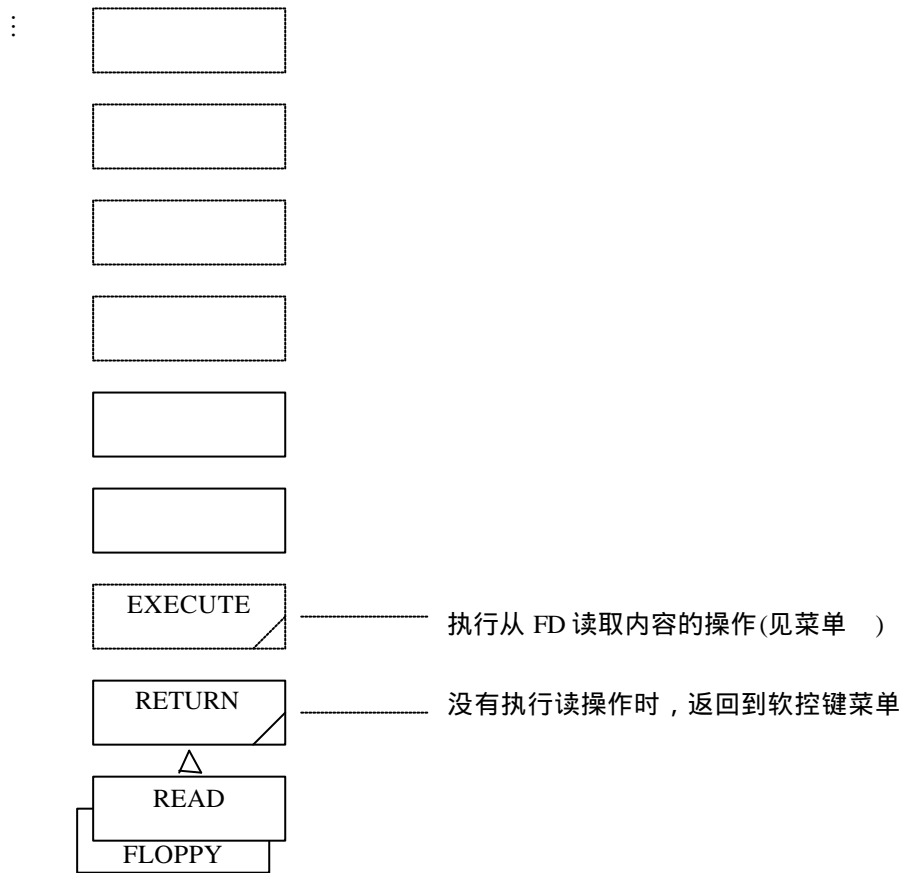 ⋮
EXECUTE
执行从 FD 读取内容的操作(见菜单 )
RETURN
没有执行读操作时，返回到软控键菜单
READ
FLOPPY